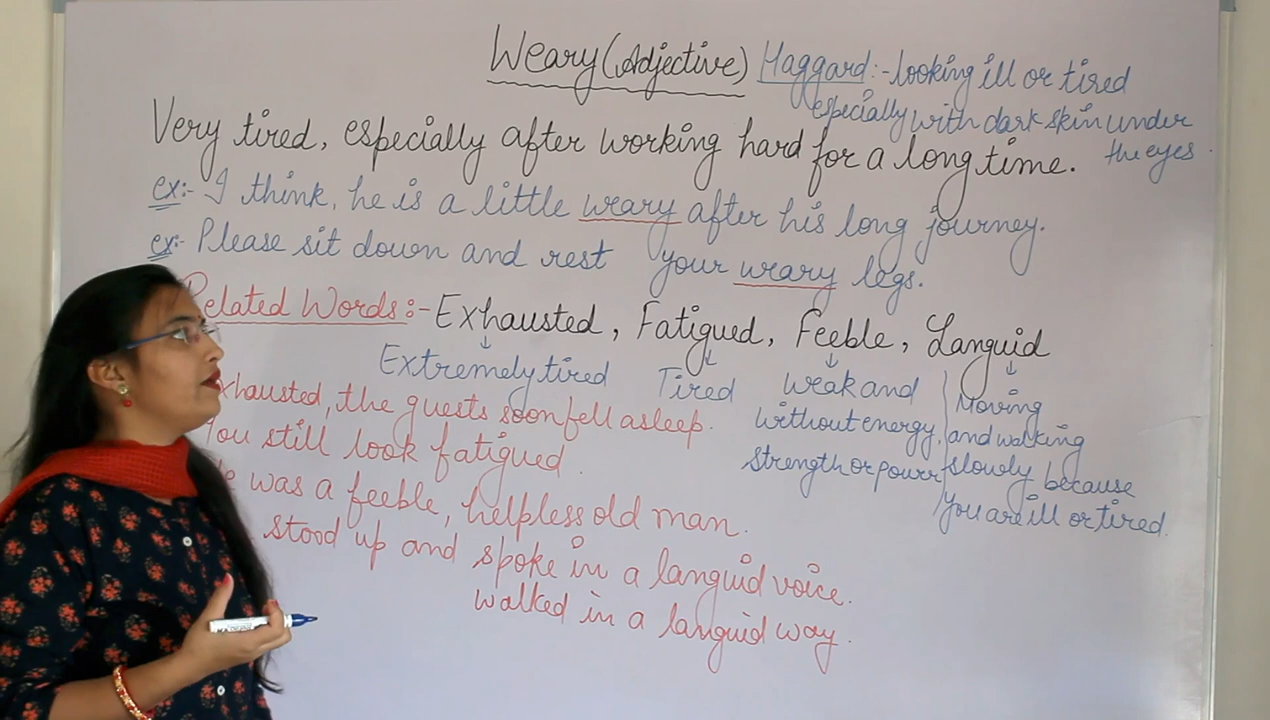 Weary (Adjective)
Haggard:- looking ill or tired
especially with dark skin under
the eyes.
Very tired, especially after working hard for a long time.
ex:- I think, he is a little weary after his long journey.
ex:- Please sit down and rest your weary legs.
Related Words:- Exhausted, Fatigued, Feeble, Languid
Extremely tired
Tired
Weak and
without energy,
strength or power
Moving
and walking
slowly because
you are ill or tired.
xhausted, the guests soon fell asleep.
You still look fatigued.
e was a feeble, helpless old man.
stood up and spoke in a languid voice.
walked in a languid way.